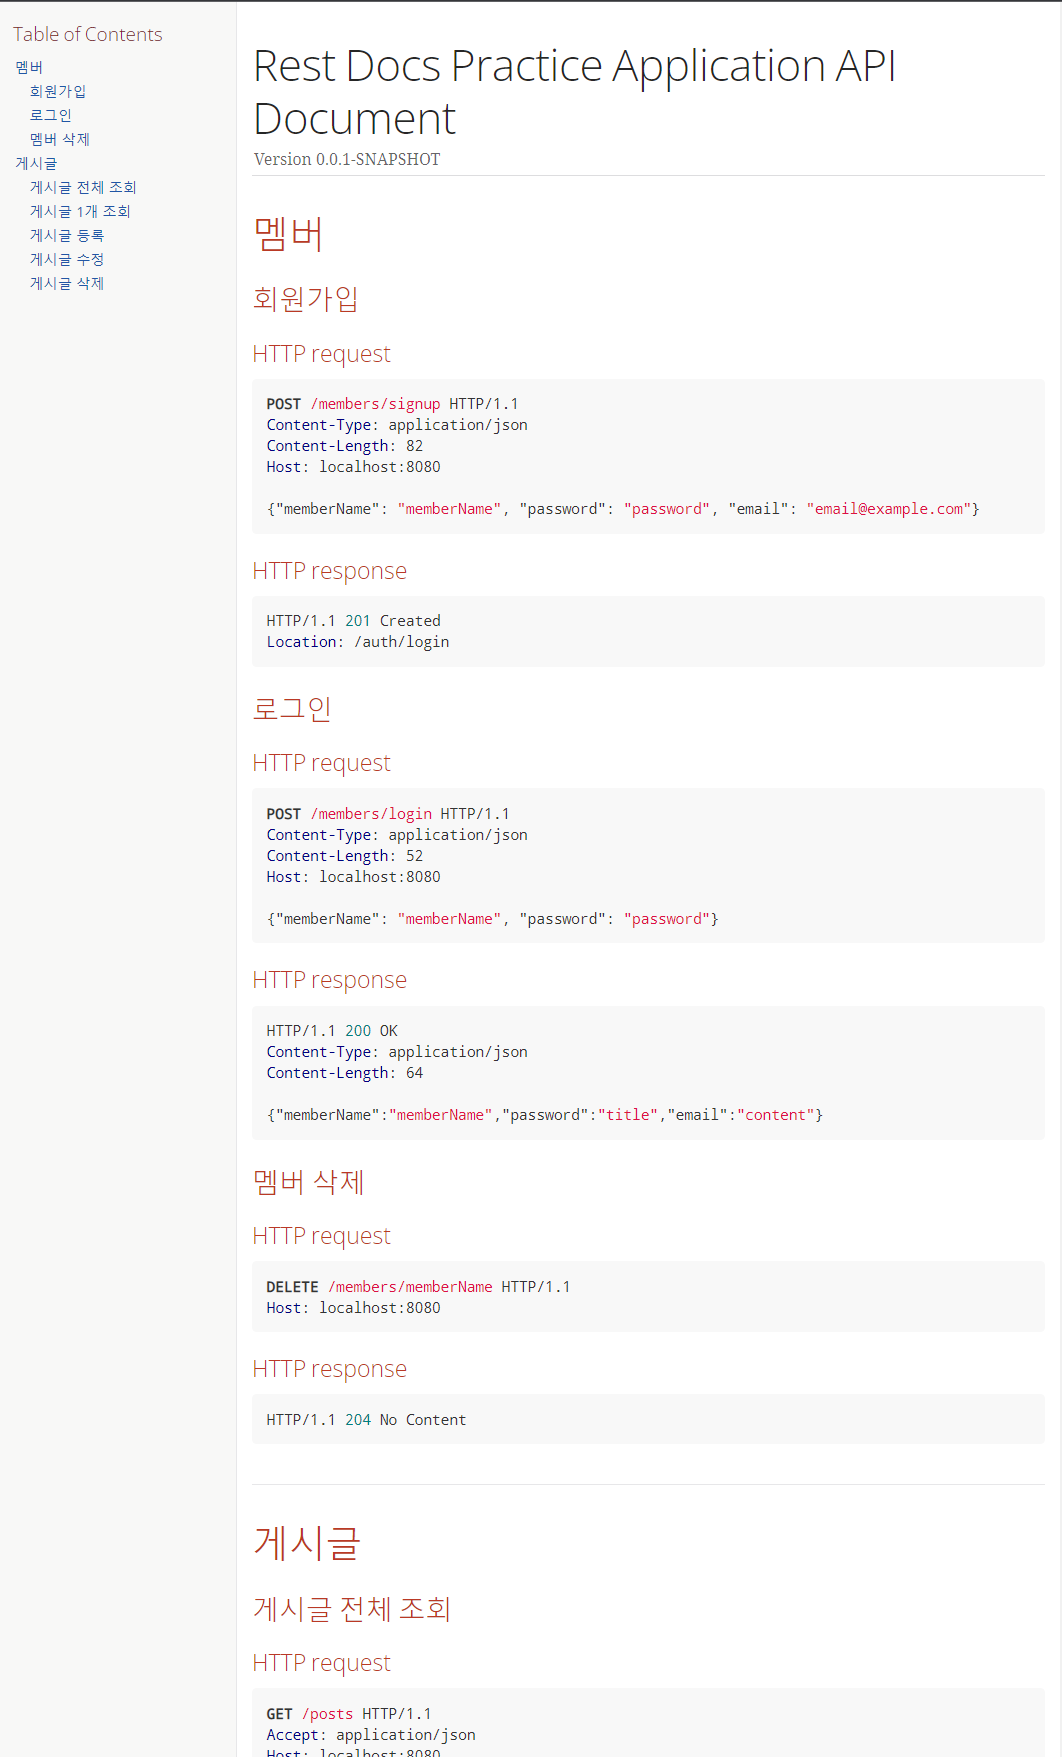 Table of Contents
멤버
회원가입
로그인
멤버 삭제
게시글
게시글 전체 조회
게시글 1개 조회
게시글 등록
게시글 수정
게시글 삭제
Rest Docs Practice Application API
Document
Version 0.0.1-SNAPSHOT
멤버
회원가입
HTTP request
POST /members/signup HTTP/1.1
Content-Type: application/json
Content-Length: 82
Host: localhost:8080
{"memberName": "memberName", "password": "password", "email": "email@example.com"}
HTTP response
HTTP/1.1 201 Created
Location: /auth/login
로그인
HTTP request
POST /members/login HTTP/1.1
Content-Type: application/json
Content-Length: 52
Host: localhost:8080
{"memberName": "memberName", "password": "password"}
HTTP response
HTTP/1.1 200 OK
Content-Type: application/json
Content-Length: 64
{"memberName":"memberName","password":"title","email":"content"}
멤버 삭제
HTTP request
DELETE /members/memberName HTTP/1.1
Host: localhost:8080
HTTP response
HTTP/1.1 204 No Content
게시글
게시글 전체 조회
HTTP request
GET /posts HTTP/1.1
Accept: application/json
Host: localhost:8080